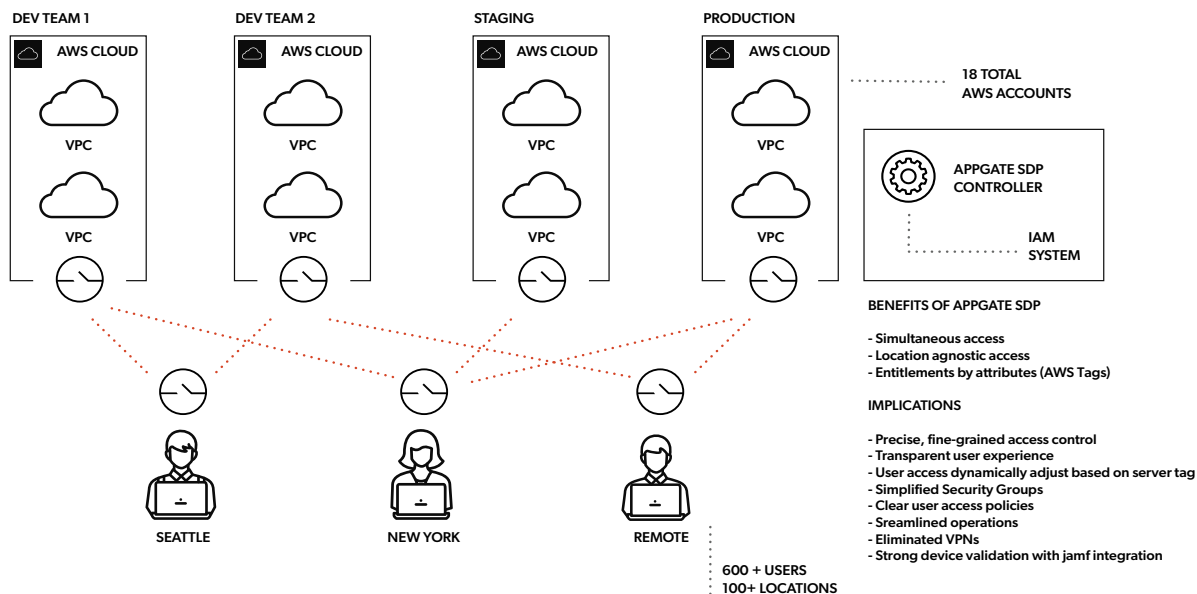 DEV TEAM 1
DEV TEAM 2
STAGING
PRODUCTION
AWS CLOUD
AWS CLOUD
AWS CLOUD
AWS CLOUD
VPC
VPC
VPC
VPC
VPC
VPC
VPC
VPC
18 TOTAL
AWS ACCOUNTS
APPGATE SDP
CONTROLLER
IAM
SYSTEM
SEATTLE
NEW YORK
REMOTE
600 + USERS
100+ LOCATIONS
BENEFITS OF APPGATE SDP
- Simultaneous access
- Location agnostic access
- Entitlements by attributes (AWS Tags)
IMPLICATIONS
- Precise, fine-grained access control
- Transparent user experience
- User access dynamically adjust based on server tag
- Simplified Security Groups
- Clear user access policies
- Sreamlined operations
- Eliminated VPNs
- Strong device validation with jamf integration